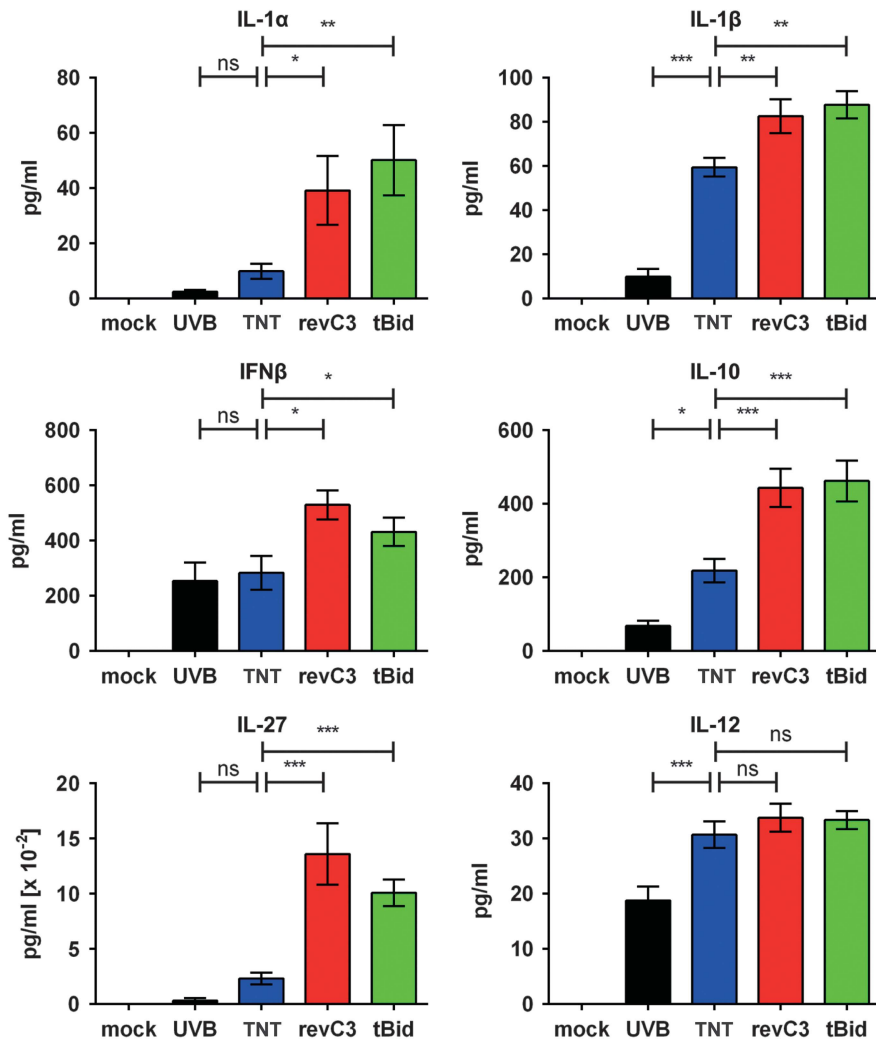 IL-1α
**
ns
*
80
60
40
20
0
pg/ml
mock UVB TNT revC3 tBid
IL-1β
**
***
**
100
80
60
40
20
0
pg/ml
mock UVB TNT revC3 tBid
IFNβ
*
ns
*
800
600
400
200
0
pg/ml
mock UVB TNT revC3 tBid
IL-10
***
*
***
600
400
200
0
pg/ml
mock UVB TNT revC3 tBid
IL-27
***
ns
***
20
15
10
5
0
pg/ml [x 10⁻²]
mock UVB TNT revC3 tBid
IL-12
ns
***
ns
40
30
20
10
0
pg/ml
mock UVB TNT revC3 tBid